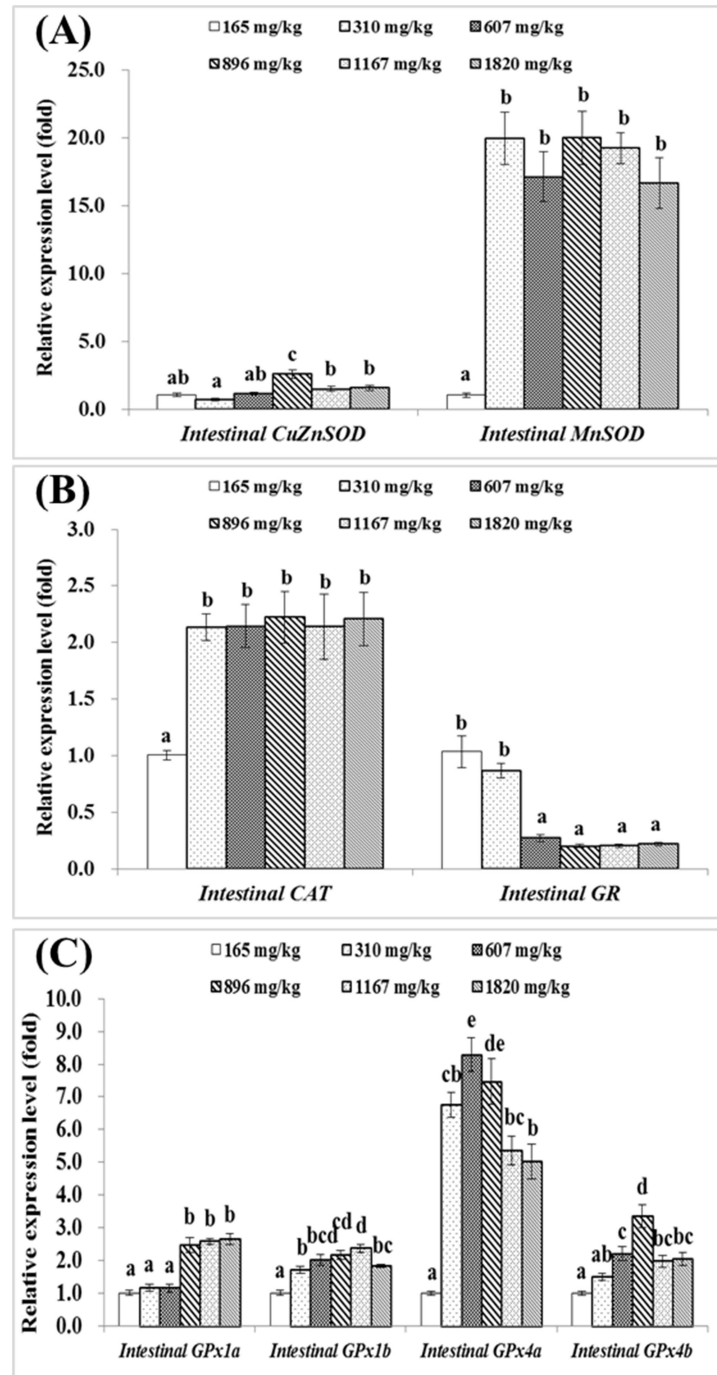 (A)
165 mg/kg 310 mg/kg 607 mg/kg
896 mg/kg 1167 mg/kg 1820 mg/kg
Relative expression level (fold)
25.0
20.0
15.0
10.0
5.0
0.0
ab a ab c b b
a b b b b b
Intestinal CuZnSOD Intestinal MnSOD
(B)
165 mg/kg 310 mg/kg 607 mg/kg
896 mg/kg 1167 mg/kg 1820 mg/kg
Relative expression level (fold)
3.0
2.5
2.0
1.5
1.0
0.5
0.0
a b b b b b
b b a a a a
Intestinal CAT Intestinal GR
(C)
165 mg/kg 310 mg/kg 607 mg/kg
896 mg/kg 1167 mg/kg 1820 mg/kg
Relative expression level (fold)
10.0
9.0
8.0
7.0
6.0
5.0
4.0
3.0
2.0
1.0
0.0
a a a b b b
a b bcd cd d bc
a cb e de bc b
a ab c d bc bc
Intestinal GPx1a Intestinal GPx1b Intestinal GPx4a Intestinal GPx4b